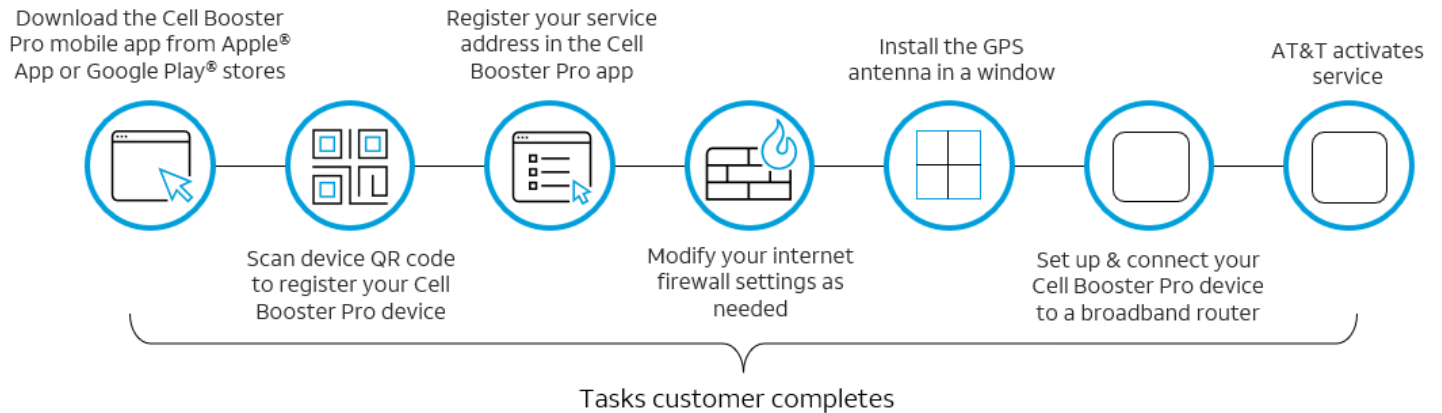 Download the Cell Booster
Pro mobile app from Apple®
App or Google Play® stores
Scan device QR code
to register your Cell
Booster Pro device
Register your service
address in the Cell
Booster Pro app
Modify your internet
firewall settings as
needed
Install the GPS
antenna in a window
Set up & connect your
Cell Booster Pro device
to a broadband router
AT&T activates
service
Tasks customer completes